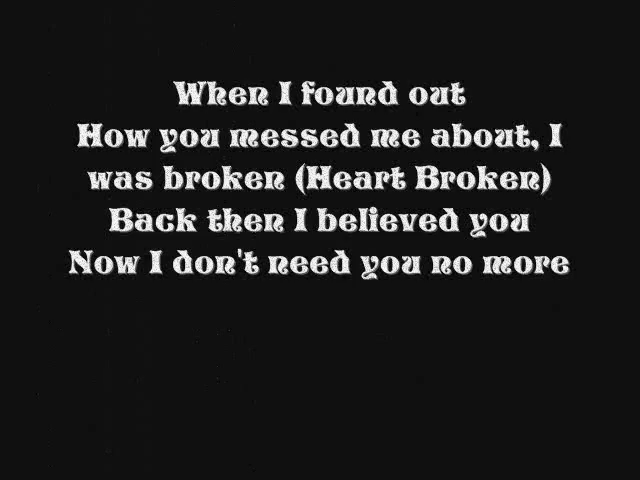 When I found out
How you messed me about, I
was broken (Heart Broken)
Back then I believed you
Now I don't need you no more